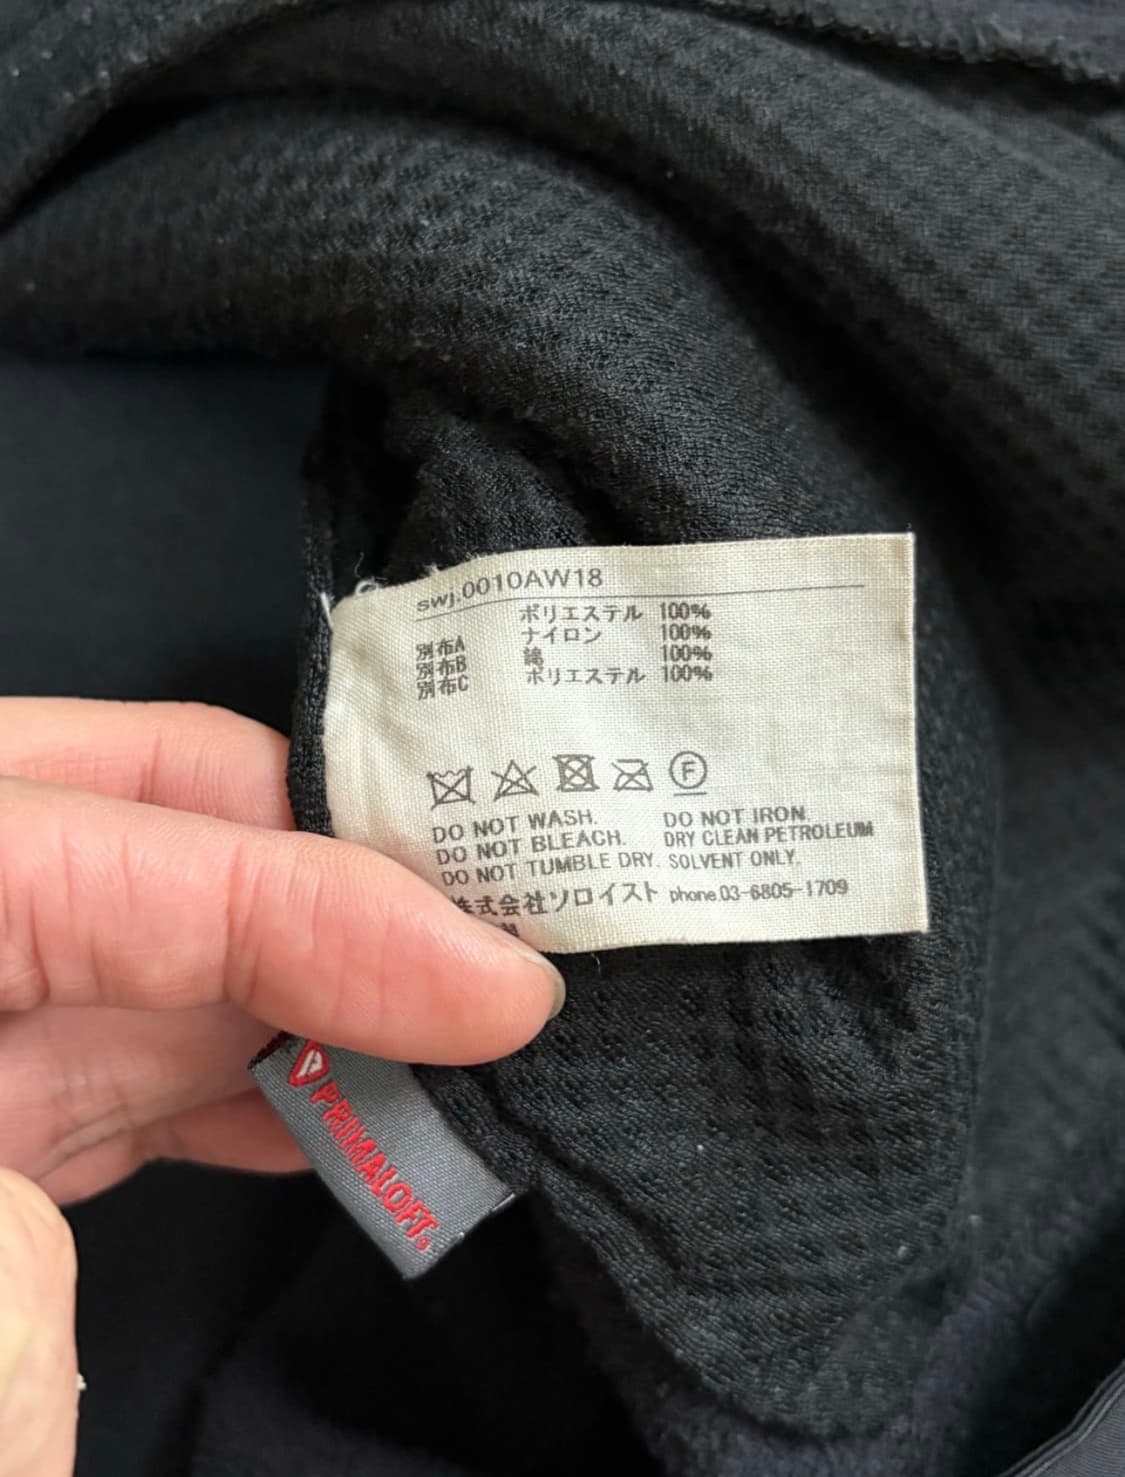 swj.0010AW18
ポリエステル 100%
別布A ナイロン 100%
別布B 綿 100%
別布C ポリエステル 100%
F
DO NOT WASH. DO NOT IRON.
DO NOT BLEACH. DRY CLEAN PETROLEUM
DO NOT TUMBLE DRY. SOLVENT ONLY.
株式会社ソロイスト phone.03-6805-1709
PRIMALOFT®